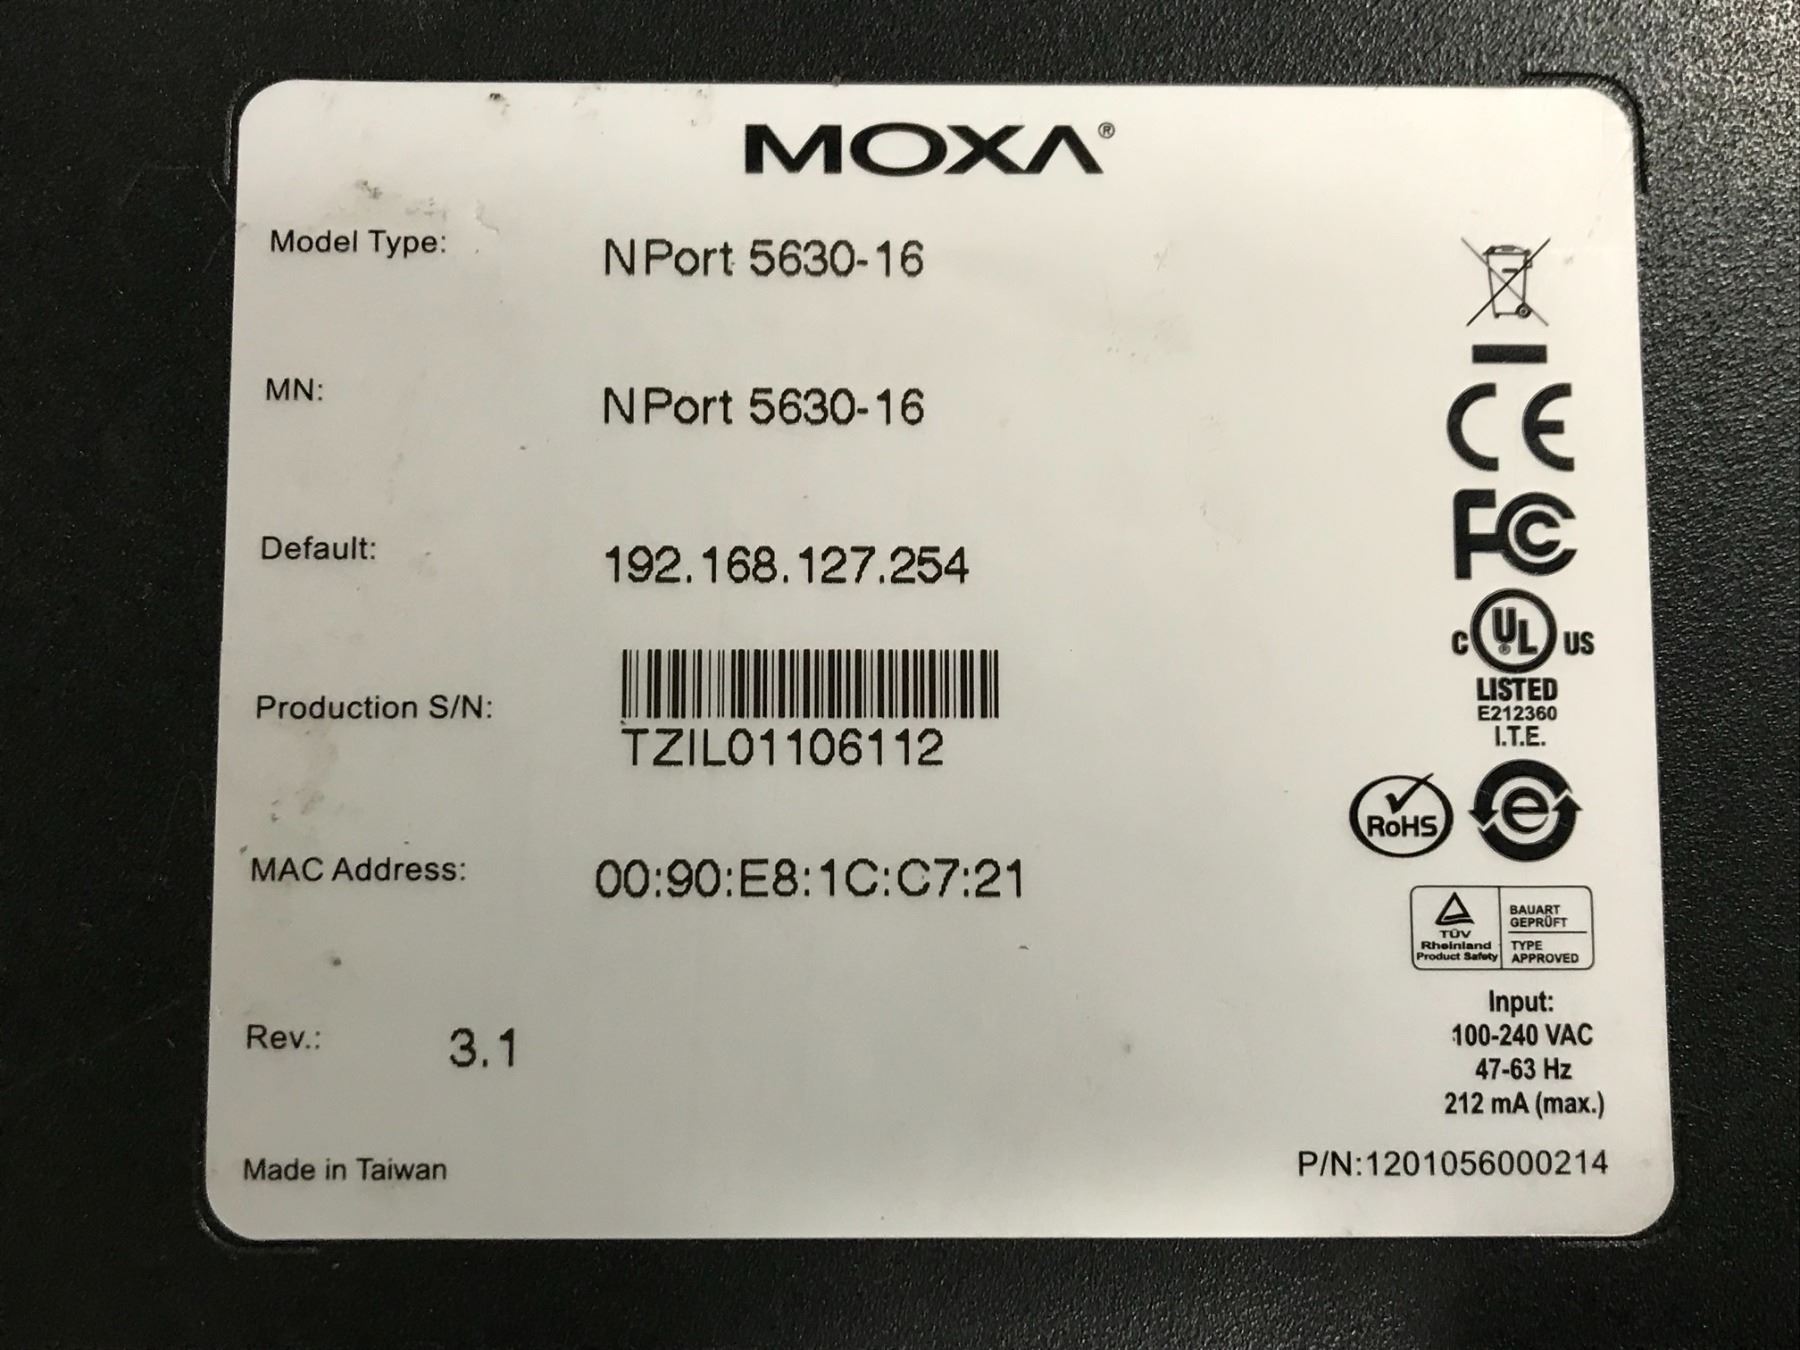 MOXA®
Model Type: NPort 5630-16
MN: NPort 5630-16
Default: 192.168.127.254
Production S/N: TZIL01106112
MAC Address: 00:90:E8:1C:C7:21
Rev.: 3.1
Made in Taiwan
CE
FC
C UL® US
LISTED
E212360
I.T.E.
RoHS
e
TÜV
Rheinland
Product Safety
BAUART
GEPRÜFT
TYPE
APPROVED
Input:
100-240 VAC
47-63 Hz
212 mA (max.)
P/N:1201056000214